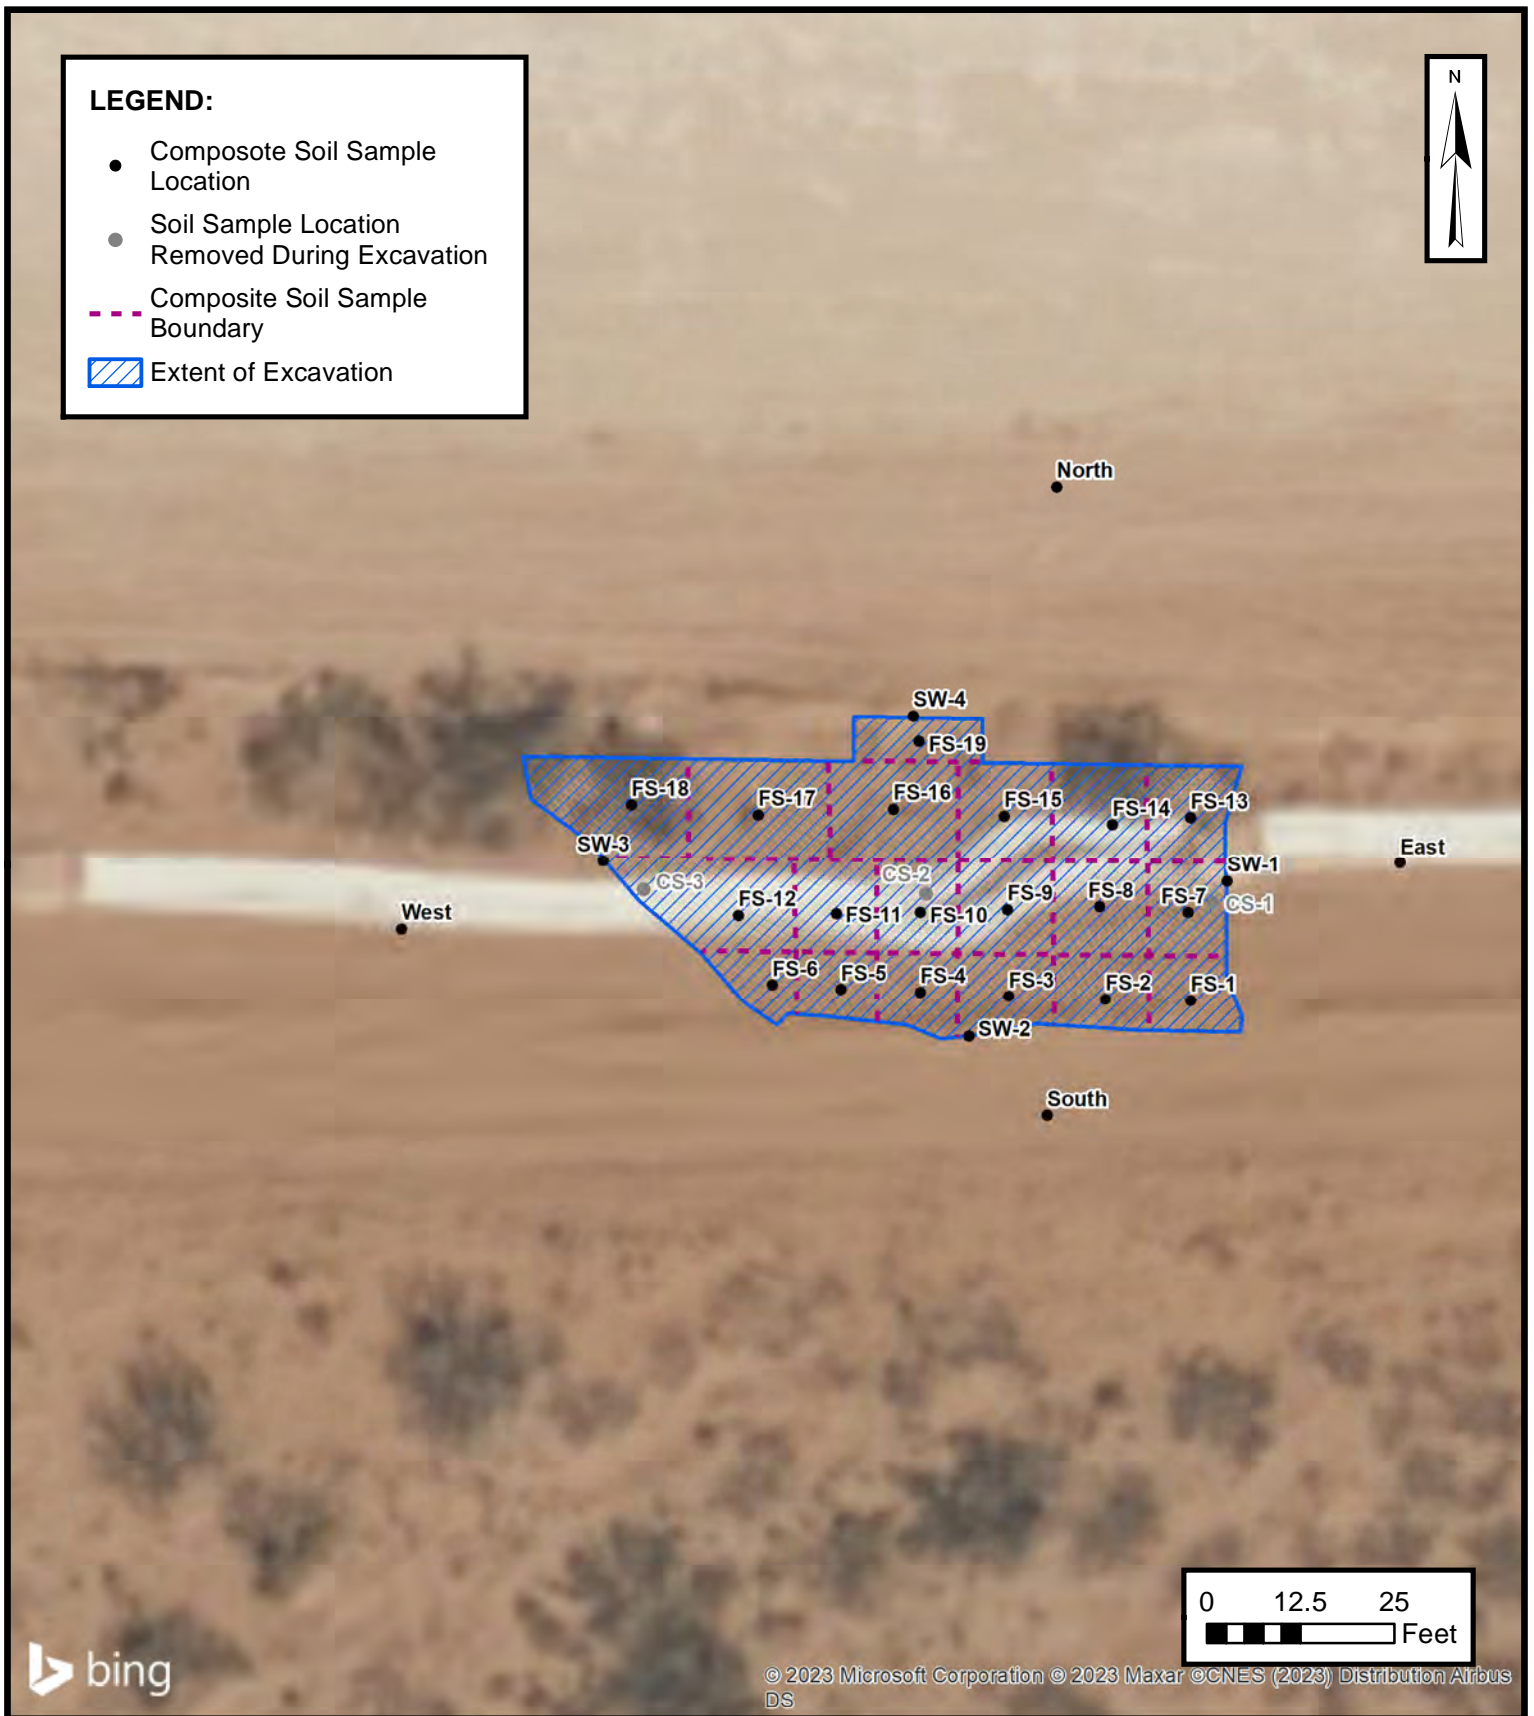 LEGEND:
Composote Soil Sample
Location
Soil Sample Location
Removed During Excavation
Composite Soil Sample
Boundary
Extent of Excavation
N
North
SW-4
FS-19
FS-18
FS-17
FS-16
FS-15
FS-14
FS-13
SW-3
SW-1
East
CS-3
CS-2
CS-1
West
FS-12
FS-11
FS-10
FS-9
FS-8
FS-7
FS-6
FS-5
FS-4
FS-3
FS-2
FS-1
SW-2
South
0 12.5 25
Feet
bing
© 2023 Microsoft Corporation © 2023 Maxar ©CNES (2023) Distribution Airbus
DS